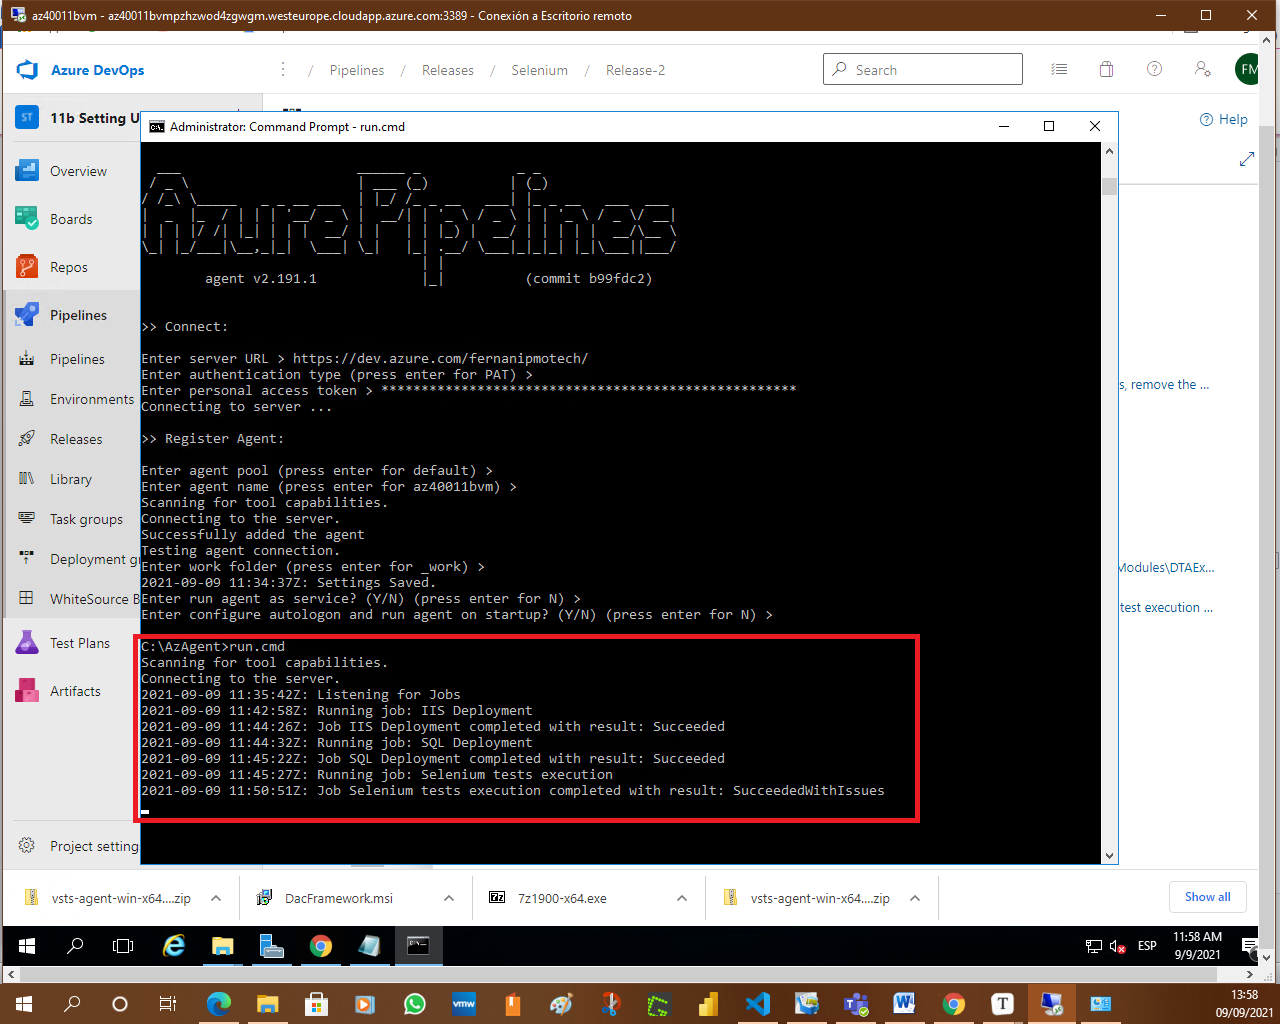 az40011bvm - az40011bvmpzhzwod4zgwgm.westeurope.cloudapp.azure.com:3389 - Conexión a Escritorio remoto
Azure DevOps
/ Pipelines / Releases / Selenium / Release-2
Search
FM
ST 11b Setting U
Help
Administrator: Command Prompt - run.cmd
Overview
Boards
Repos
Pipelines
Pipelines
Environments
Releases
Library
Task groups
Deployment g
WhiteSource B
Test Plans
Artifacts
Project setting
Azure Pipelines
agent v2.191.1 (commit b99fdc2)
>> Connect:
Enter server URL > https://dev.azure.com/fernanipmotech/
Enter authentication type (press enter for PAT) >
Enter personal access token > ****************************************************
Connecting to server ...
>> Register Agent:
Enter agent pool (press enter for default) >
Enter agent name (press enter for az40011bvm) >
Scanning for tool capabilities.
Connecting to the server.
Successfully added the agent
Testing agent connection.
Enter work folder (press enter for _work) >
2021-09-09 11:34:37Z: Settings Saved.
Enter run agent as service? (Y/N) (press enter for N) >
Enter configure autologon and run agent on startup? (Y/N) (press enter for N) >
C:\AzAgent>run.cmd
Scanning for tool capabilities.
Connecting to the server.
2021-09-09 11:35:42Z: Listening for Jobs
2021-09-09 11:42:58Z: Running job: IIS Deployment
2021-09-09 11:44:26Z: Job IIS Deployment completed with result: Succeeded
2021-09-09 11:44:32Z: Running job: SQL Deployment
2021-09-09 11:45:22Z: Job SQL Deployment completed with result: Succeeded
2021-09-09 11:45:27Z: Running job: Selenium tests execution
2021-09-09 11:50:51Z: Job Selenium tests execution completed with result: SucceededWithIssues
s, remove the ...
Modules\DTAEx...
test execution ...
vsts-agent-win-x64....zip
DacFramework.msi
7z1900-x64.exe
vsts-agent-win-x64....zip
Show all
ESP
11:58 AM
9/9/2021
13:58
09/09/2021